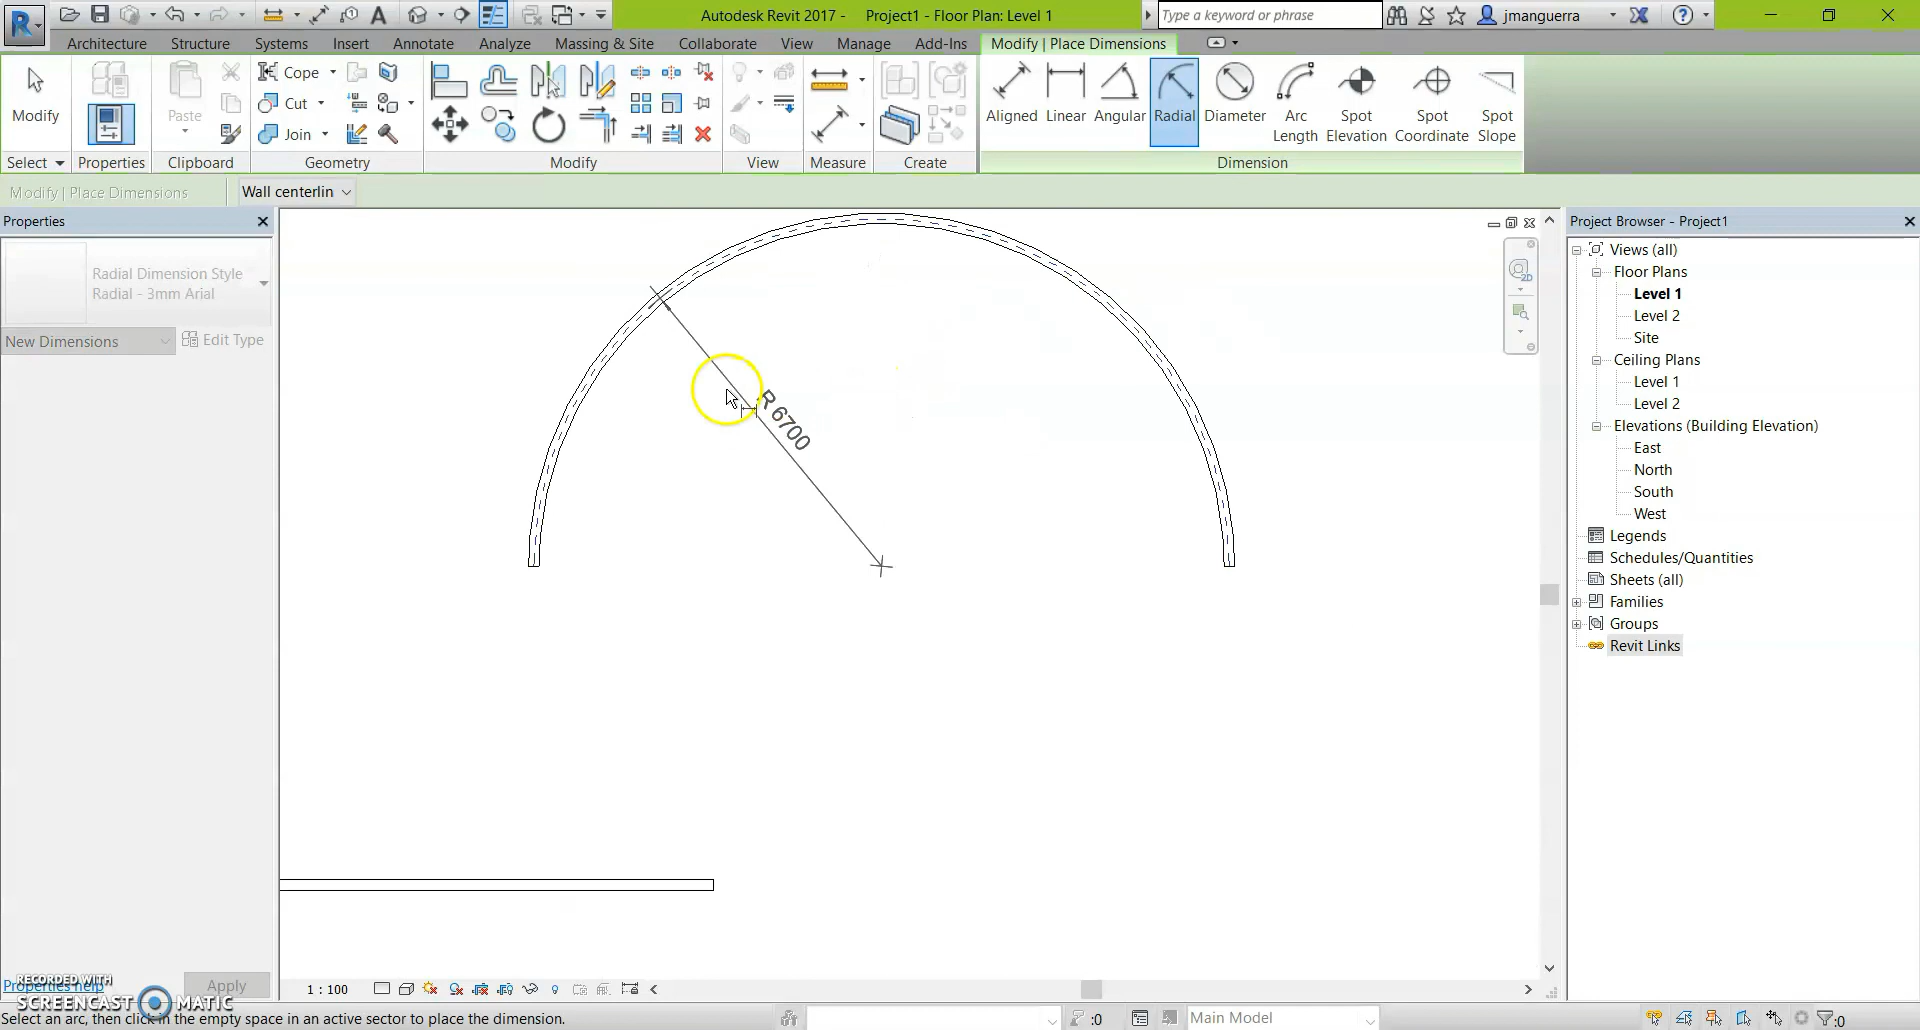 Autodesk Revit 2017 - Project1 - Floor Plan: Level 1
Type a keyword or phrase
jmanguerra
Architecture Structure Systems Insert Annotate Analyze Massing & Site Collaborate View Manage Add-Ins Modify | Place Dimensions
Modify
Paste
Cope
Cut
Join
Aligned Linear Angular Radial Diameter Arc Length Spot Elevation Spot Coordinate Spot Slope
Select Properties Clipboard Geometry Modify View Measure Create Dimension
Modify | Place Dimensions Wall centerlin
Properties
Radial Dimension Style
Radial - 3mm Arial
New Dimensions Edit Type
R 6700
2D
Project Browser - Project1
Views (all)
Floor Plans
Level 1
Level 2
Site
Ceiling Plans
Level 1
Level 2
Elevations (Building Elevation)
East
North
South
West
Legends
Schedules/Quantities
Sheets (all)
Families
Groups
Revit Links
Properties help Apply
RECORDED WITH
SCREENCAST MATIC
1 : 100
Select an arc, then click in the empty space in an active sector to place the dimension.
:0
Main Model
:0